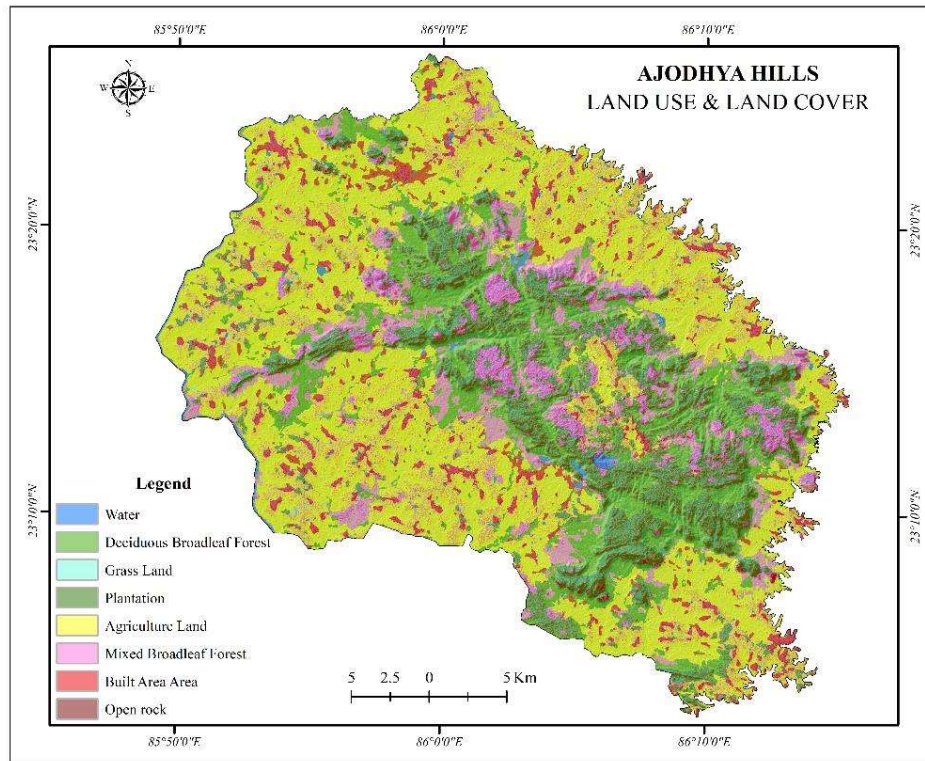 85°50'0"E
86°0'0"E
86°10'0"E
N
W
E
S
AJODHYA HILLS
LAND USE & LAND COVER
23°20'0"N
23°20'0"N
23°10'0"N
23°10'0"N
Legend
Water
Deciduous Broadleaf Forest
Grass Land
Plantation
Agriculture Land
Mixed Broadleaf Forest
Built Area Area
Open rock
5 2.5 0 5 Km
85°50'0"E
86°0'0"E
86°10'0"E